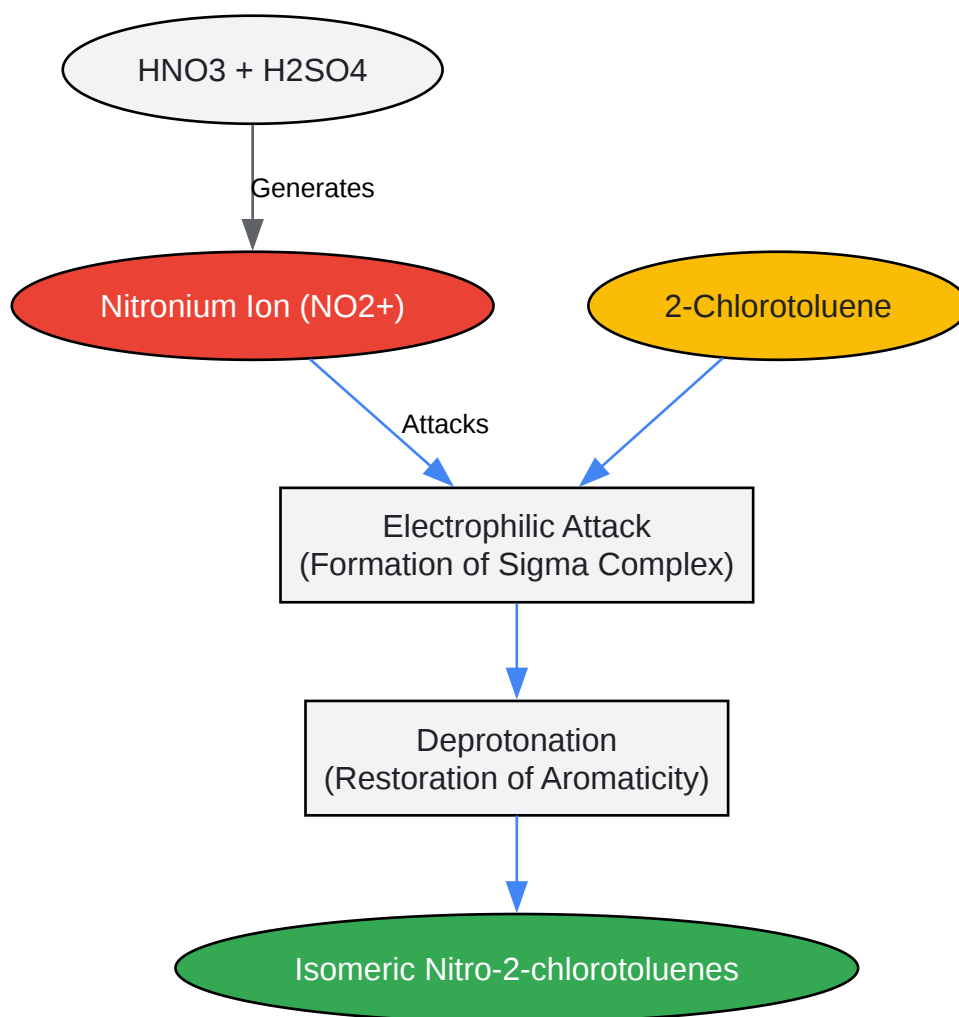 HNO3 + H2SO4
Generates
Nitronium Ion (NO2+)
2-Chlorotoluene
Attacks
Electrophilic Attack
(Formation of Sigma Complex)
Deprotonation
(Restoration of Aromaticity)
Isomeric Nitro-2-chlorotoluenes